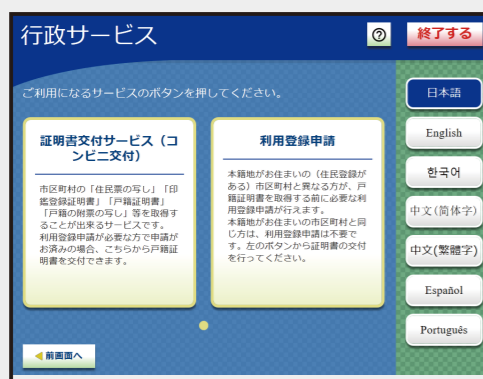 行政サービス
?
終了する
ご利用になるサービスのボタンを押してください。
証明書交付サービス（コ
ンビニ交付）
市区町村の「住民票の写し」「印
鑑登録証明書」「戸籍証明書」
「戸籍の附票の写し」等を取得す
ることが出来るサービスです。
利用登録申請が必要な方で申請が
お済みの場合、こちらから戸籍証
明書を交付できます。
利用登録申請
本籍地がお住まいの（住民登録が
ある）市区町村と異なる方が、戸
籍証明書を取得する前に必要な利
用登録申請が行えます。
本籍地がお住まいの市区町村と同
じ方は、利用登録申請は不要で
す。左のボタンから証明書の交付
を行ってください。
前画面へ
日本語
English
한국어
中文(简体字)
中文(繁體字)
Español
Português